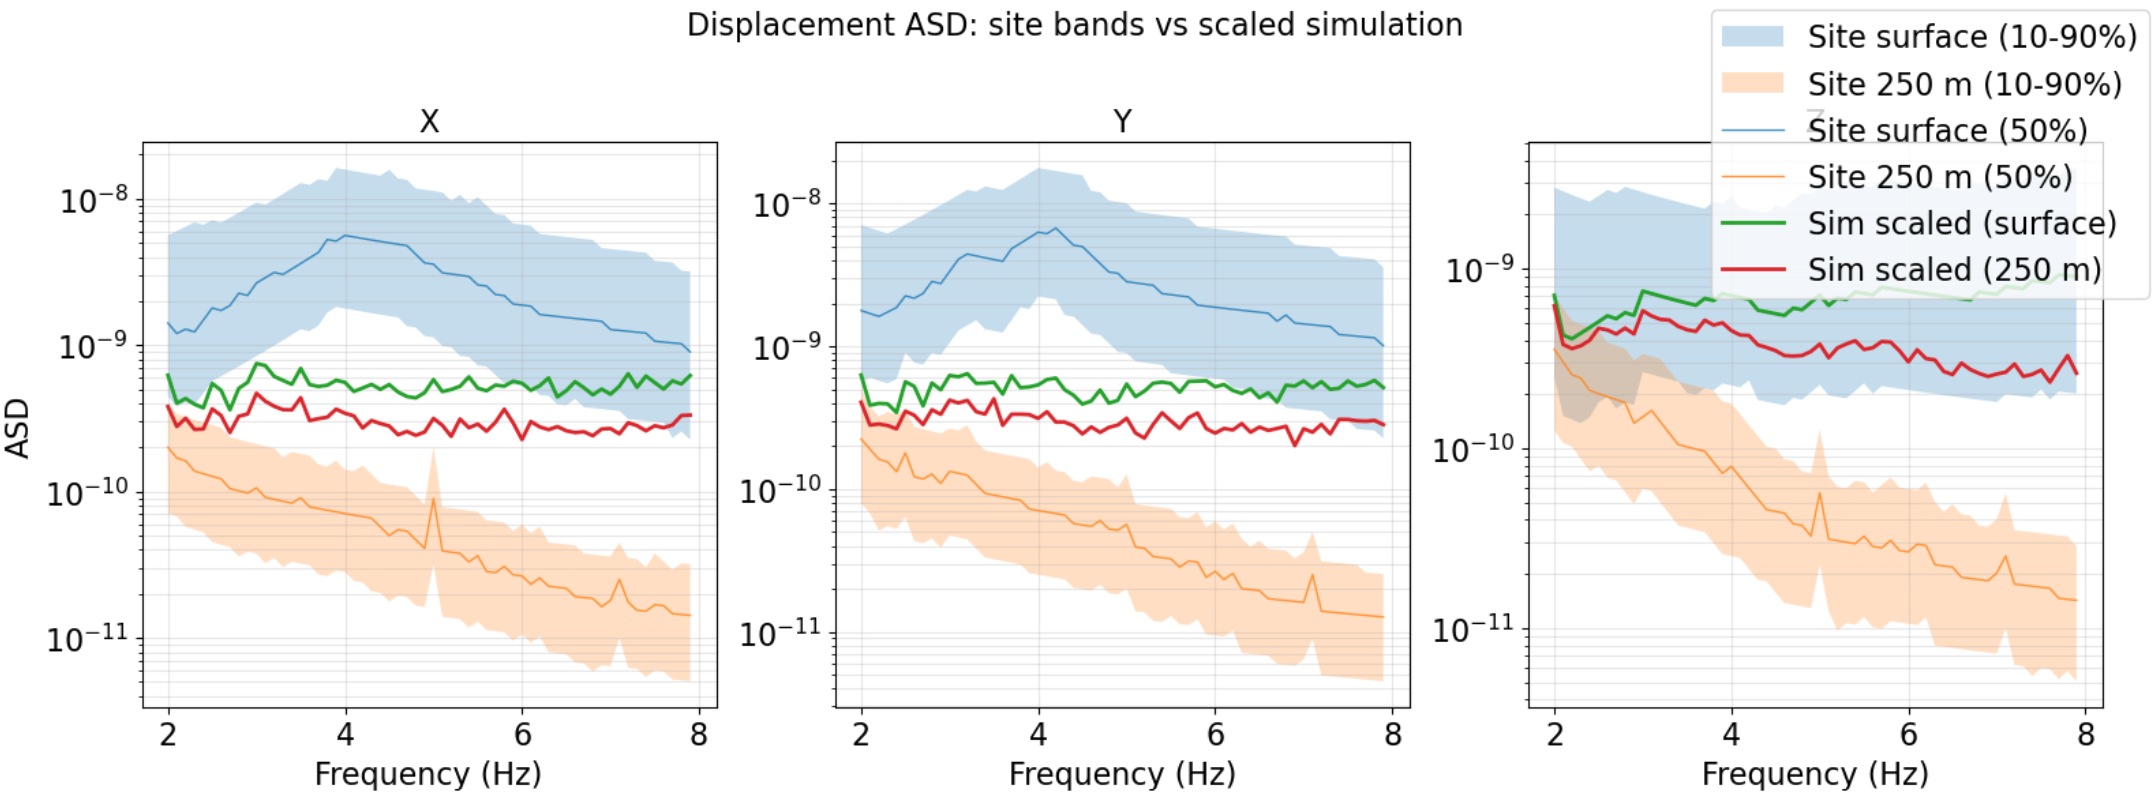 Displacement ASD: site bands vs scaled simulation
Site surface (10-90%)
Site 250 m (10-90%)
Site surface (50%)
Site 250 m (50%)
Sim scaled (surface)
Sim scaled (250 m)
X
Y
Z
ASD
10⁻⁸
10⁻⁹
10⁻¹⁰
10⁻¹¹
2 4 6 8
Frequency (Hz)
10⁻⁸
10⁻⁹
10⁻¹⁰
10⁻¹¹
2 4 6 8
Frequency (Hz)
10⁻⁹
10⁻¹⁰
10⁻¹¹
2 4 6 8
Frequency (Hz)